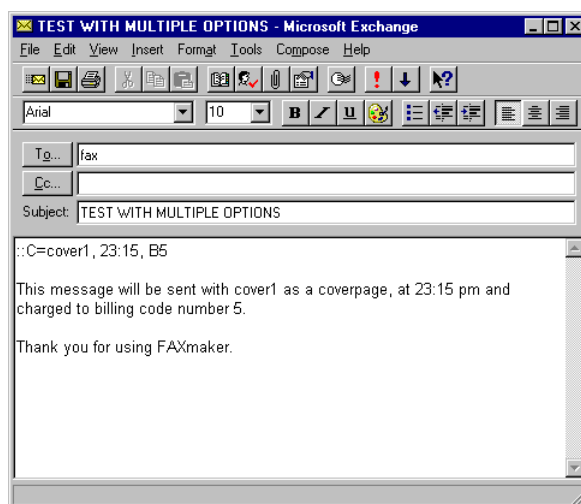 TEST WITH MULTIPLE OPTIONS - Microsoft Exchange
File Edit View Insert Format Tools Compose Help
Arial 10 B I U
To... fax
Cc...
Subject: TEST WITH MULTIPLE OPTIONS
::C=cover1, 23:15, B5
This message will be sent with cover1 as a coverpage, at 23:15 pm and
charged to billing code number 5.
Thank you for using FAXmaker.